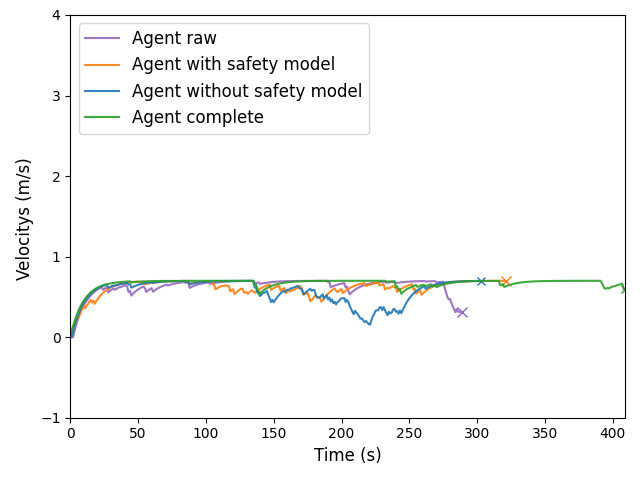 4
3
2
1
0
−1
Velocitys (m/s)
Agent raw
Agent with safety model
Agent without safety model
Agent complete
0 50 100 150 200 250 300 350 400
Time (s)